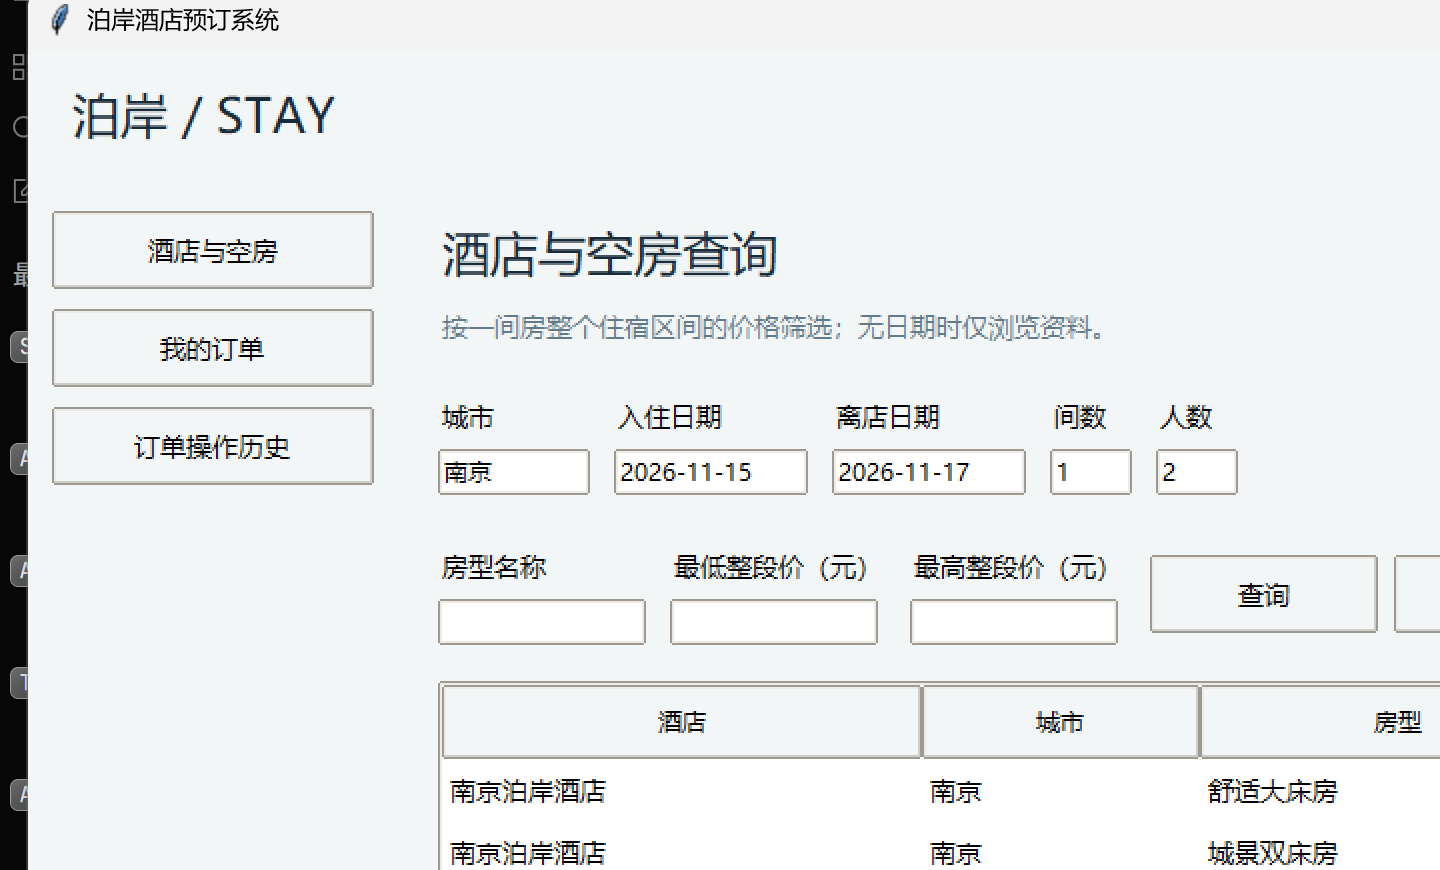 泊岸酒店预订系统
泊岸 / STAY
酒店与空房
我的订单
订单操作历史
酒店与空房查询
按一间房整个住宿区间的价格筛选；无日期时仅浏览资料。
城市 入住日期 离店日期 间数 人数
南京 2026-11-15 2026-11-17 1 2
房型名称 最低整段价（元） 最高整段价（元） 查询
酒店 城市 房型
南京泊岸酒店 南京 舒适大床房
南京泊岸酒店 南京 城景双床房